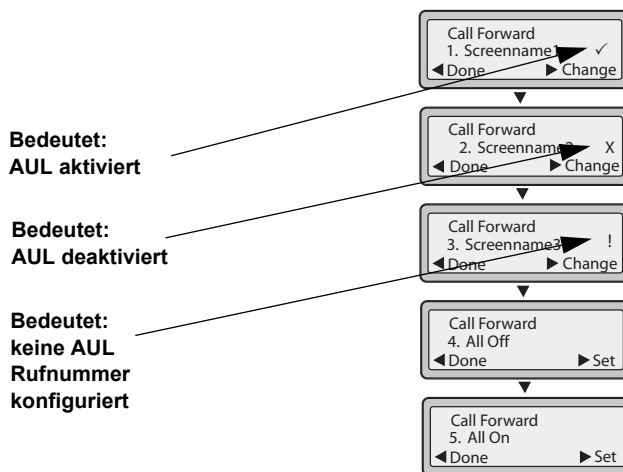 Call Forward
1. Screenname1 ✓
◀Done ▶ Change
▼
Call Forward
2. Screenname2 X
◀ Done ▶Change
▼
Call Forward
3. Screenname3 !
◀Done ▶ Change
▼
Call Forward
4. All Off
◀Done ▶Set
▼
Call Forward
5. All On
◀Done ▶Set
Bedeutet:
AUL aktiviert
Bedeutet:
AUL deaktiviert
Bedeutet:
keine AUL
Rufnummer
konfiguriert